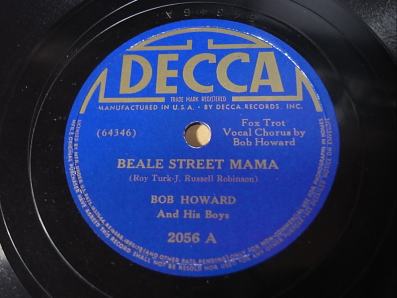 DECCA
TRADE MARK REGISTERED
MANUFACTURED IN U.S.A. · BY DECCA RECORDS, INC.
(64346)
Fox Trot
Vocal Chorus by
Bob Howard
BEALE STREET MAMA
(Roy Turk-J. Russell Robinson)
BOB HOWARD
And His Boys
2056 A